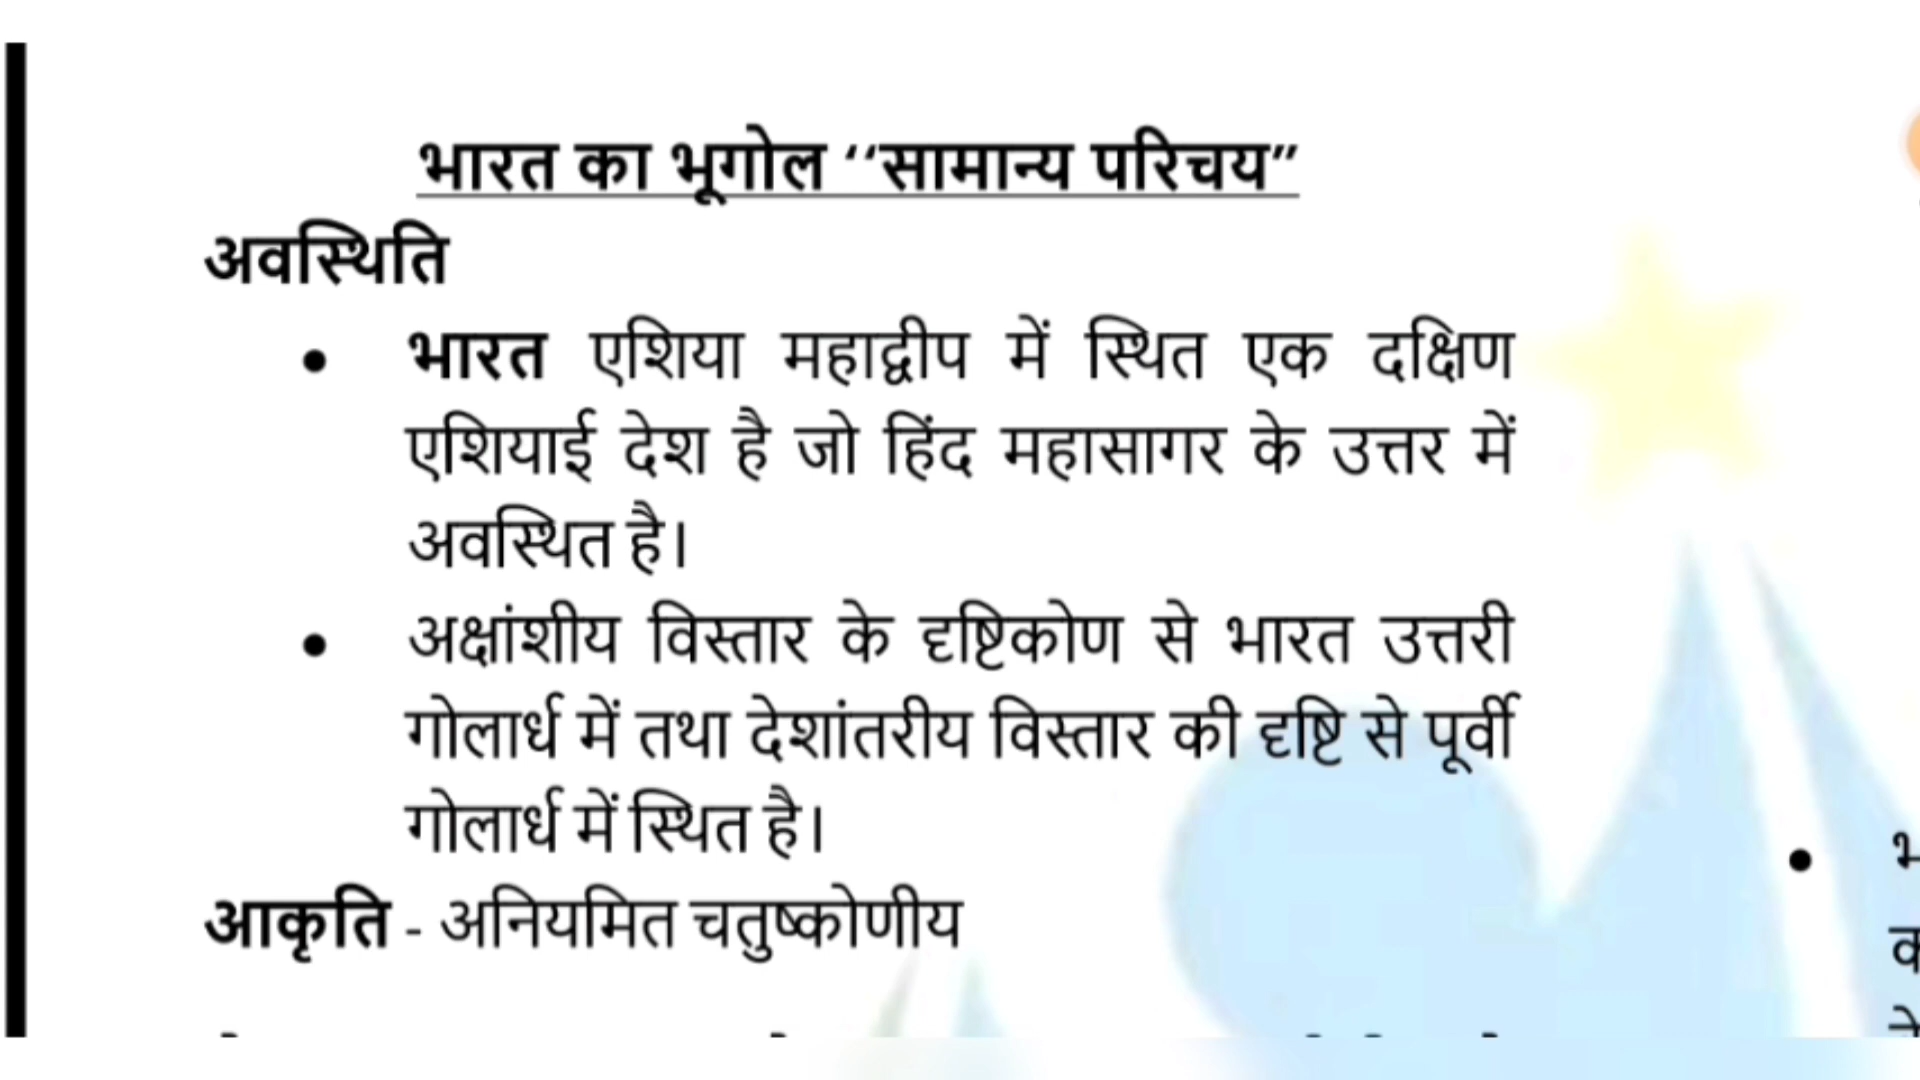 भारत का भूगोल ‘‘सामान्य परिचय”
अवस्थिति
• भारत एशिया महाद्वीप में स्थित एक दक्षिण
एशियाई देश है जो हिंद महासागर के उत्तर में
अवस्थित है।
• अक्षांशीय विस्तार के दृष्टिकोण से भारत उत्तरी
गोलार्ध में तथा देशांतरीय विस्तार की दृष्टि से पूर्वी
गोलार्ध में स्थित है।
आकृति - अनियमित चतुष्कोणीय